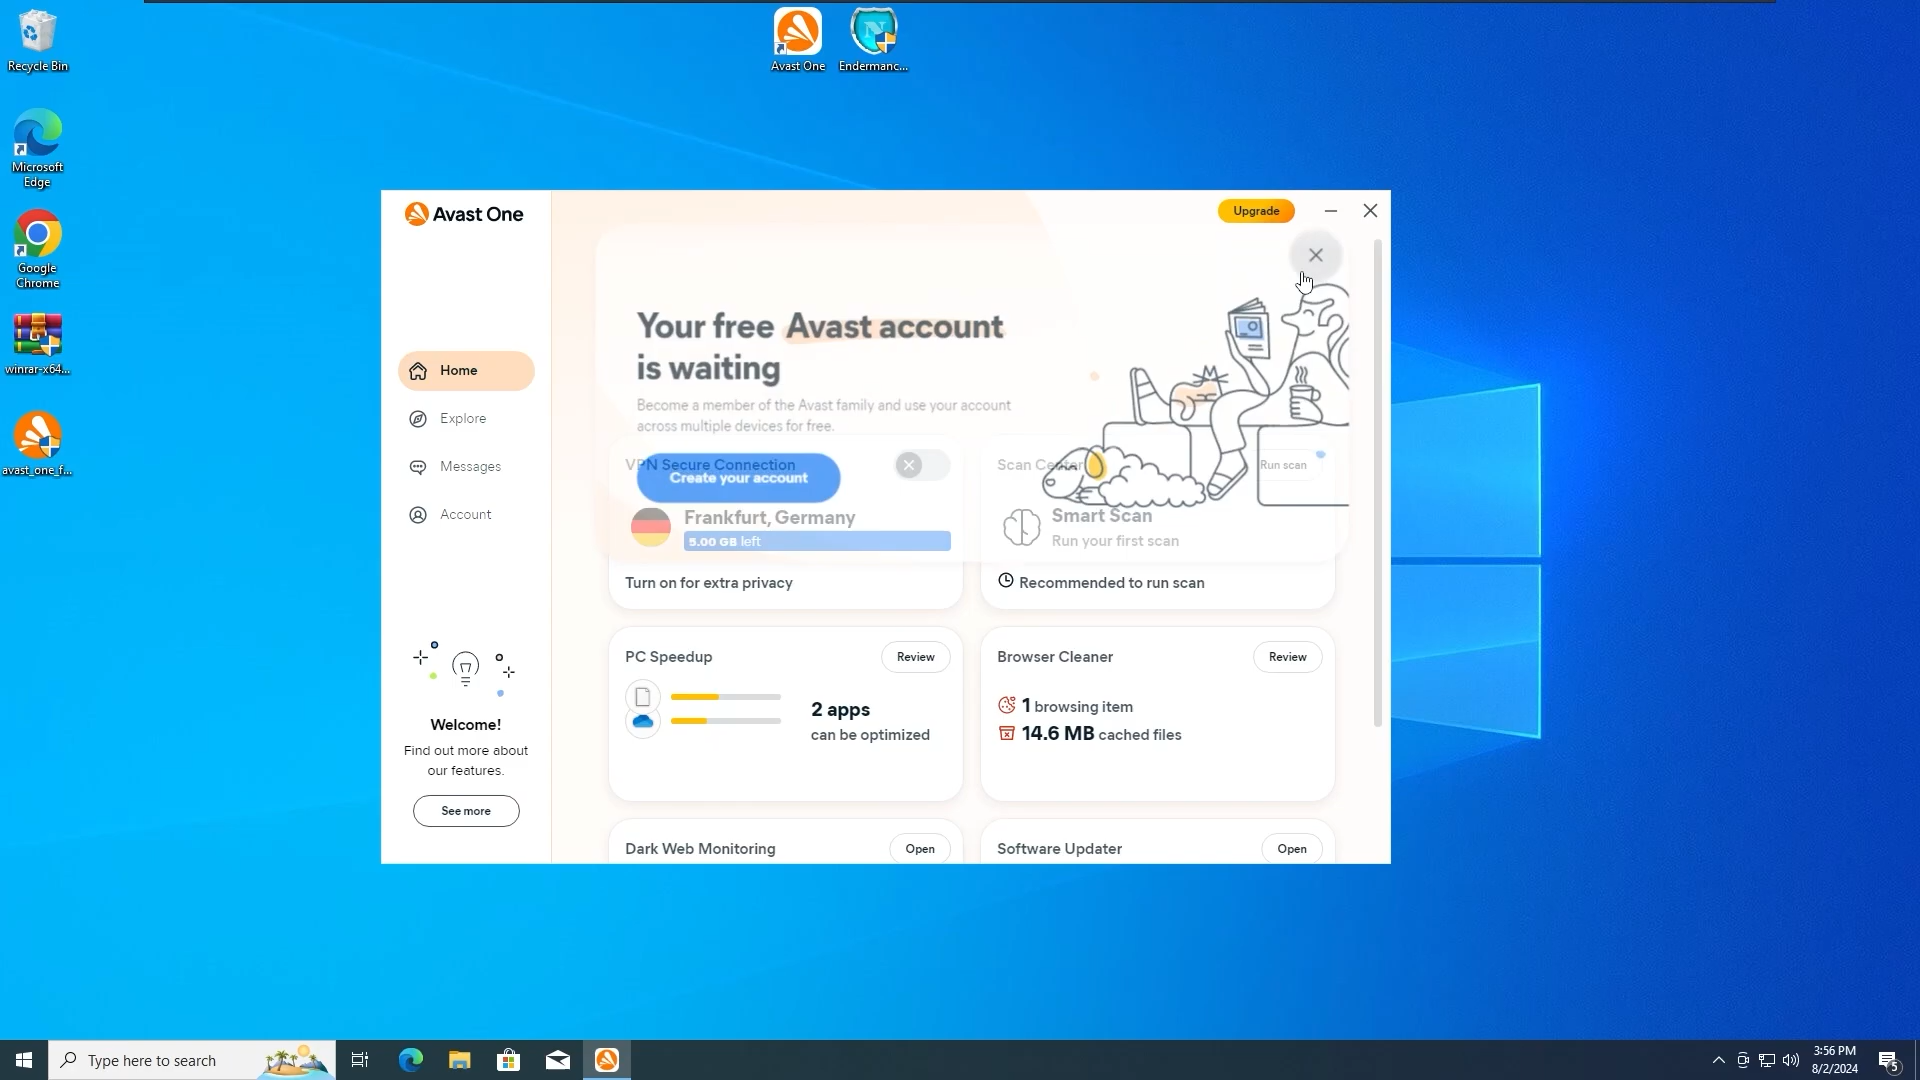 Recycle Bin
Microsoft
Edge
Google
Chrome
winrar-x64...
avast_one_f...
Avast One
Endermanc...
Avast One
Home
Explore
Messages
Account
Welcome!
Find out more about
our features.
See more
Upgrade
Your free Avast account
is waiting
Become a member of the Avast family and use your account
across multiple devices for free.
Create your account
VPN Secure Connection
Frankfurt, Germany
5.00 GB left
Turn on for extra privacy
Scan Center
Run scan
Smart Scan
Run your first scan
Recommended to run scan
PC Speedup
Review
2 apps
can be optimized
Browser Cleaner
Review
1 browsing item
14.6 MB cached files
Dark Web Monitoring
Open
Software Updater
Open
Type here to search
3:56 PM
8/2/2024
5